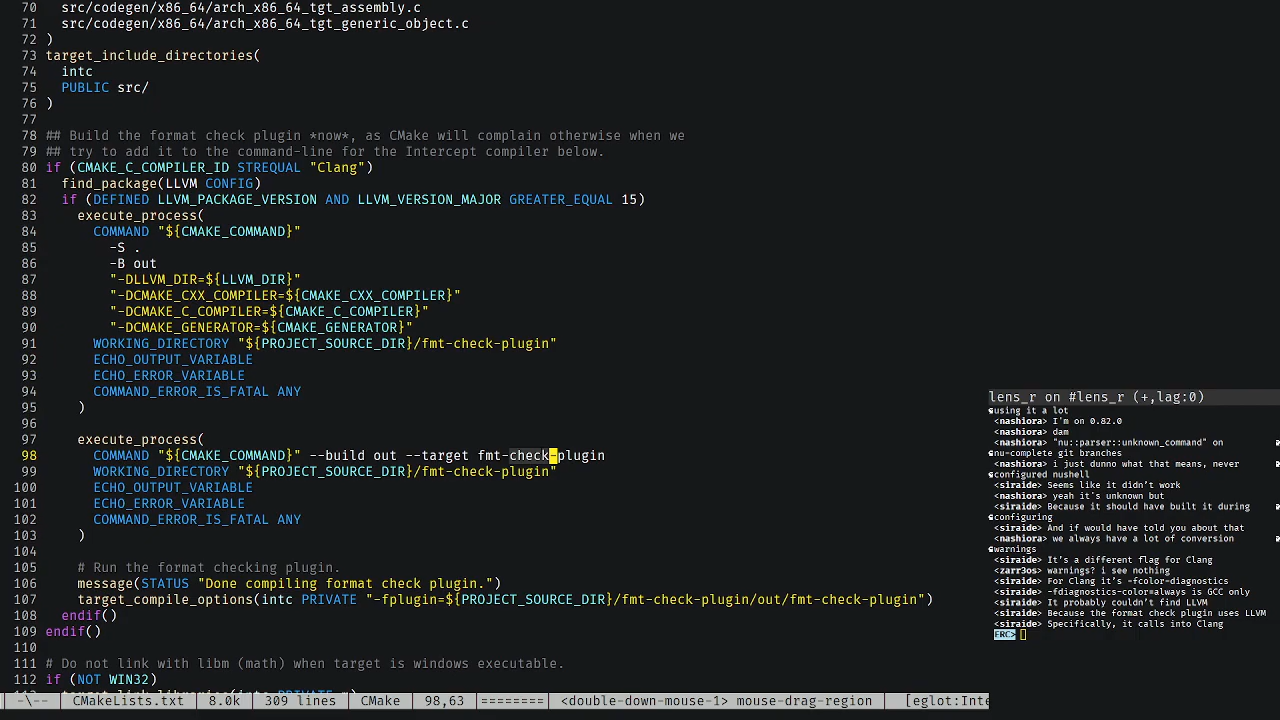 70   src/codegen/x86_64/arch_x86_64_tgt_assembly.c
71   src/codegen/x86_64/arch_x86_64_tgt_generic_object.c
72 )
73 target_include_directories(
74   intc
75   PUBLIC src/
76 )
77
78 ## Build the format check plugin *now*, as CMake will complain otherwise when we
79 ## try to add it to the command-line for the Intercept compiler below.
80 if (CMAKE_C_COMPILER_ID STREQUAL "Clang")
81   find_package(LLVM CONFIG)
82   if (DEFINED LLVM_PACKAGE_VERSION AND LLVM_VERSION_MAJOR GREATER_EQUAL 15)
83     execute_process(
84       COMMAND "${CMAKE_COMMAND}"
85         -S .
86         -B out
87         "-DLLVM_DIR=${LLVM_DIR}"
88         "-DCMAKE_CXX_COMPILER=${CMAKE_CXX_COMPILER}"
89         "-DCMAKE_C_COMPILER=${CMAKE_C_COMPILER}"
90         "-DCMAKE_GENERATOR=${CMAKE_GENERATOR}"
91       WORKING_DIRECTORY "${PROJECT_SOURCE_DIR}/fmt-check-plugin"
92       ECHO_OUTPUT_VARIABLE
93       ECHO_ERROR_VARIABLE
94       COMMAND_ERROR_IS_FATAL ANY
95     )
96
97     execute_process(
98       COMMAND "${CMAKE_COMMAND}" --build out --target fmt-check-plugin
99       WORKING_DIRECTORY "${PROJECT_SOURCE_DIR}/fmt-check-plugin"
100       ECHO_OUTPUT_VARIABLE
101       ECHO_ERROR_VARIABLE
102       COMMAND_ERROR_IS_FATAL ANY
103     )
104
105     # Run the format checking plugin.
106     message(STATUS "Done compiling format check plugin.")
107     target_compile_options(intc PRIVATE "-fplugin=${PROJECT_SOURCE_DIR}/fmt-check-plugin/out/fmt-check-plugin")
108   endif()
109 endif()
110
111 # Do not link with libm (math) when target is windows executable.
112 if (NOT WIN32)
113   target_link_libraries(intc PRIVATE m)
-\-- CMakeLists.txt 8.0k 309 lines CMake 98,63 ======== <double-down-mouse-1> mouse-drag-region [eglot:Inte
lens_r on #lens_r (+,lag:0)
using it a lot
<nashiora> I'm on 0.82.0
<nashiora> dam
<nashiora> "nu::parser::unknown_command" on
nu-complete git branches
<nashiora> i just dunno what that means, never
configured nushell
<siraide> Seems like it didn't work
<nashiora> yeah it's unknown but
<siraide> Because it should have built it during
configuring
<siraide> And if would have told you about that
<nashiora> we always have a lot of conversion
warnings
<siraide> It's a different flag for Clang
<zarr3os> warnings? i see nothing
<siraide> For Clang it's -fcolor-diagnostics
<siraide> -fdiagnostics-color=always is GCC only
<siraide> It probably couldn't find LLVM
<siraide> Because the format check plugin uses LLVM
<siraide> Specifically, it calls into Clang
ERC>